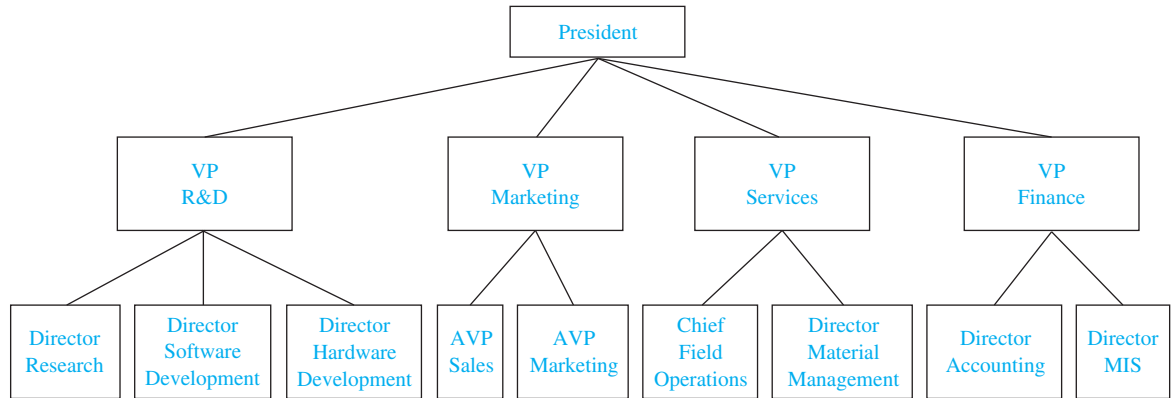 President
VP
R&D
VP
Marketing
VP
Services
VP
Finance
Director
Research
Director
Software
Development
Director
Hardware
Development
AVP
Sales
AVP
Marketing
Chief
Field
Operations
Director
Material
Management
Director
Accounting
Director
MIS